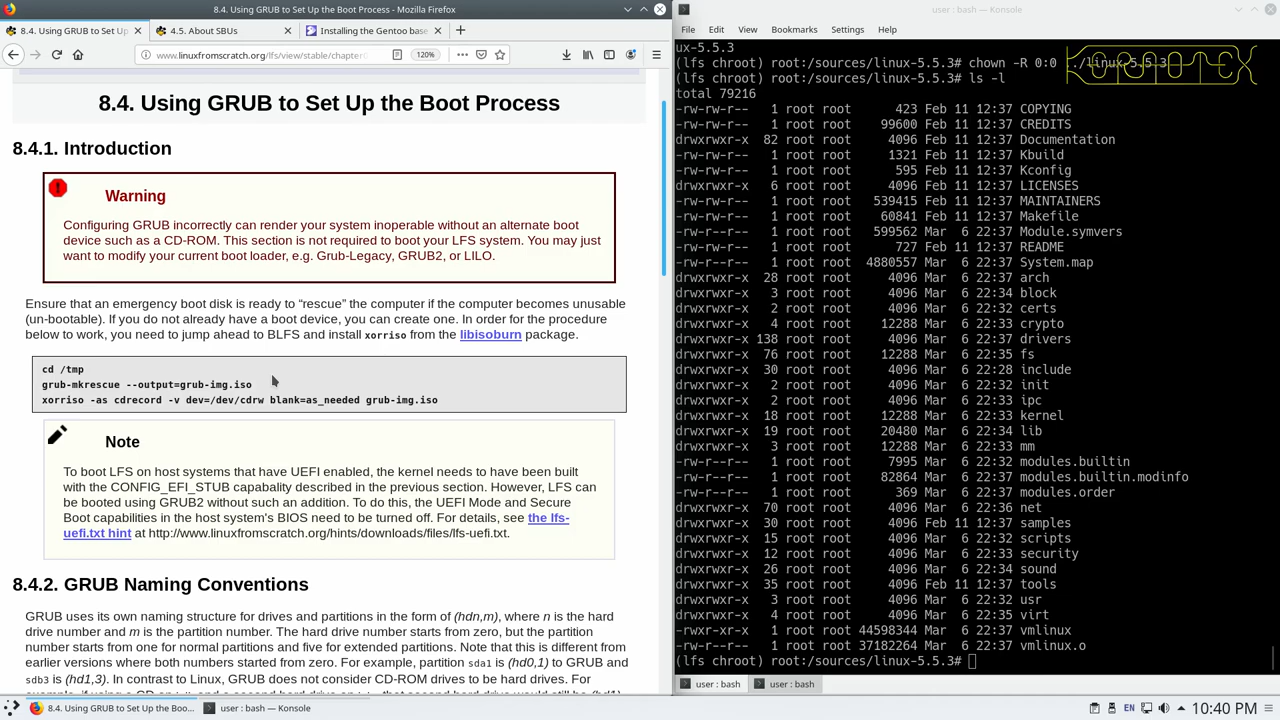 8.4. Using GRUB to Set Up the Boot Process - Mozilla Firefox
8.4. Using GRUB to Set Up
4.5. About SBUs
Installing the Gentoo base
www.linuxfromscratch.org/lfs/view/stable/chapter
120%
8.4. Using GRUB to Set Up the Boot Process
8.4.1. Introduction
Warning
Configuring GRUB incorrectly can render your system inoperable without an alternate boot
device such as a CD-ROM. This section is not required to boot your LFS system. You may just
want to modify your current boot loader, e.g. Grub-Legacy, GRUB2, or LILO.
Ensure that an emergency boot disk is ready to “rescue” the computer if the computer becomes unusable
(un-bootable). If you do not already have a boot device, you can create one. In order for the procedure
below to work, you need to jump ahead to BLFS and install xorriso from the libisoburn package.
cd /tmp
grub-mkrescue --output=grub-img.iso
xorriso -as cdrecord -v dev=/dev/cdrw blank=as_needed grub-img.iso
Note
To boot LFS on host systems that have UEFI enabled, the kernel needs to have been built
with the CONFIG_EFI_STUB capabality described in the previous section. However, LFS can
be booted using GRUB2 without such an addition. To do this, the UEFI Mode and Secure
Boot capabilities in the host system's BIOS need to be turned off. For details, see the lfs-
uefi.txt hint at http://www.linuxfromscratch.org/hints/downloads/files/lfs-uefi.txt.
8.4.2. GRUB Naming Conventions
GRUB uses its own naming structure for drives and partitions in the form of (hdn,m), where n is the hard
drive number and m is the partition number. The hard drive number starts from zero, but the partition
number starts from one for normal partitions and five for extended partitions. Note that this is different from
earlier versions where both numbers started from zero. For example, partition sda1 is (hd0,1) to GRUB and
sdb3 is (hd1,3). In contrast to Linux, GRUB does not consider CD-ROM drives to be hard drives. For
user : bash — Konsole
File Edit View Bookmarks Settings Help
ux-5.5.3
(lfs chroot) root:/sources/linux-5.5.3# chown -R 0:0 ../linux-5.5.3
(lfs chroot) root:/sources/linux-5.5.3# ls -l
total 79216
-rw-rw-r-- 1 root root 423 Feb 11 12:37 COPYING
-rw-rw-r-- 1 root root 99600 Feb 11 12:37 CREDITS
drwxrwxr-x 82 root root 4096 Feb 11 12:37 Documentation
-rw-rw-r-- 1 root root 1321 Feb 11 12:37 Kbuild
-rw-rw-r-- 1 root root 595 Feb 11 12:37 Kconfig
drwxrwxr-x 6 root root 4096 Feb 11 12:37 LICENSES
-rw-rw-r-- 1 root root 539415 Feb 11 12:37 MAINTAINERS
-rw-rw-r-- 1 root root 60841 Feb 11 12:37 Makefile
-rw-r--r-- 1 root root 599562 Mar 6 22:37 Module.symvers
-rw-rw-r-- 1 root root 727 Feb 11 12:37 README
-rw-r--r-- 1 root root 4880557 Mar 6 22:37 System.map
drwxrwxr-x 28 root root 4096 Mar 6 22:37 arch
drwxrwxr-x 3 root root 4096 Mar 6 22:34 block
drwxrwxr-x 2 root root 4096 Mar 6 22:32 certs
drwxrwxr-x 4 root root 12288 Mar 6 22:33 crypto
drwxrwxr-x 138 root root 4096 Mar 6 22:37 drivers
drwxrwxr-x 76 root root 12288 Mar 6 22:35 fs
drwxrwxr-x 30 root root 4096 Mar 6 22:28 include
drwxrwxr-x 2 root root 4096 Mar 6 22:32 init
drwxrwxr-x 2 root root 4096 Mar 6 22:33 ipc
drwxrwxr-x 18 root root 12288 Mar 6 22:37 kernel
drwxrwxr-x 19 root root 20480 Mar 6 22:34 lib
drwxrwxr-x 3 root root 12288 Mar 6 22:33 mm
-rw-r--r-- 1 root root 7995 Mar 6 22:32 modules.builtin
-rw-r--r-- 1 root root 82864 Mar 6 22:37 modules.builtin.modinfo
-rw-r--r-- 1 root root 369 Mar 6 22:37 modules.order
drwxrwxr-x 70 root root 4096 Mar 6 22:36 net
drwxrwxr-x 30 root root 4096 Feb 11 12:37 samples
drwxrwxr-x 15 root root 4096 Mar 6 22:32 scripts
drwxrwxr-x 12 root root 4096 Mar 6 22:33 security
drwxrwxr-x 26 root root 4096 Mar 6 22:34 sound
drwxrwxr-x 35 root root 4096 Feb 11 12:37 tools
drwxrwxr-x 3 root root 4096 Mar 6 22:32 usr
drwxrwxr-x 4 root root 4096 Mar 6 22:35 virt
-rwxr-xr-x 1 root root 44598344 Mar 6 22:37 vmlinux
-rw-r--r-- 1 root root 37182264 Mar 6 22:37 vmlinux.o
(lfs chroot) root:/sources/linux-5.5.3#
user : bash
user : bash
8.4. Using GRUB to Set Up the Boo...
user : bash — Konsole
EN
10:40 PM